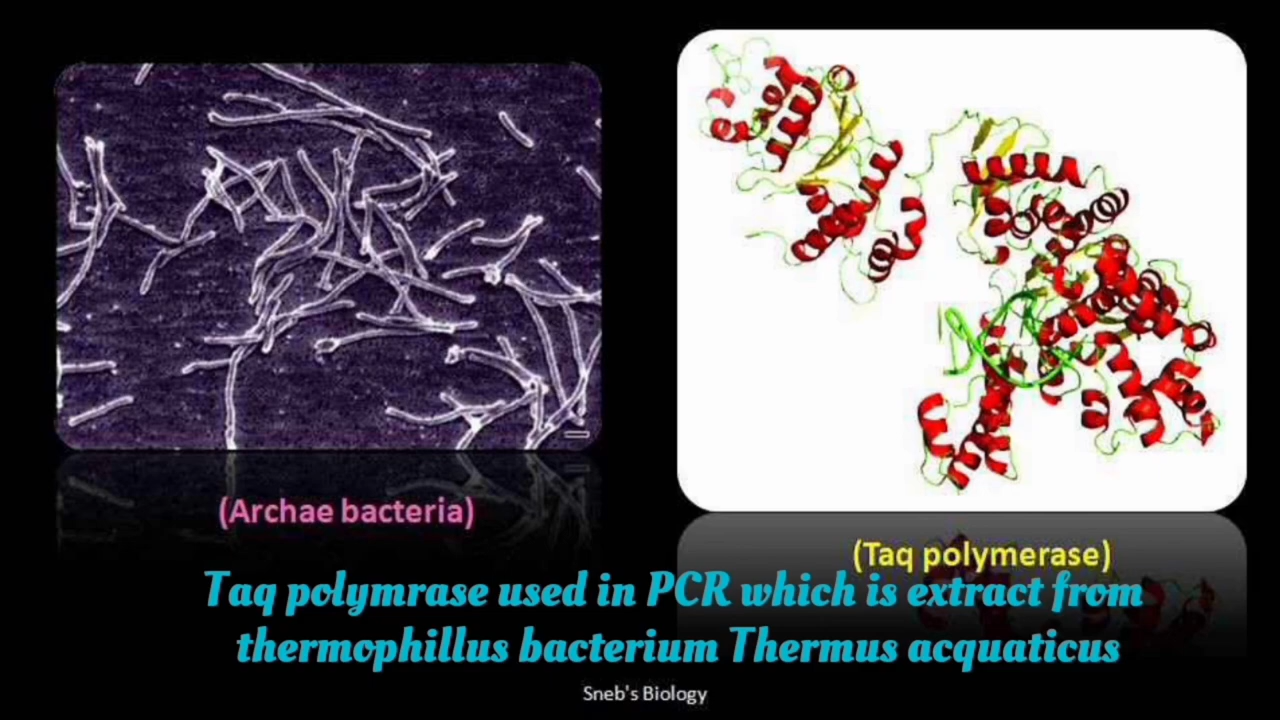 (Archae bacteria)
(Taq polymerase)
Taq polymrase used in PCR which is extract from
thermophillus bacterium Thermus acquaticus
Sneb's Biology